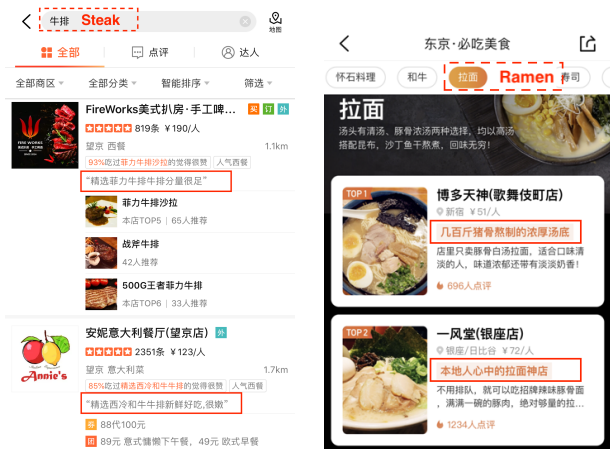 牛排 Steak
地图
全部 点评 达人
全部商区 全部分类 智能排序 筛选
FireWorks美式扒房·手工啤... 买 订 外
819条 ¥190/人
望京 西餐 1.1km
93%吃过菲力牛排沙拉的觉得很赞 人气西餐
“精选菲力牛排牛排分量很足”
菲力牛排沙拉
本店TOP5 | 65人推荐
战斧牛排
42人推荐
500G王者菲力牛排
本店TOP6 | 33人推荐
FIRE WORKS
安妮意大利餐厅(望京店) 外
2351条 ¥123/人
望京 意大利菜 1.7km
85%吃过精选西冷和牛牛排的觉得很赞 人气西餐
“精选西冷和牛牛排新鲜好吃,很嫩”
Annie's
券 88代100元
团 89元 意式慵懒下午餐，49元 欧式早餐
东京·必吃美食
怀石料理 和牛 拉面 Ramen 寿司
拉面
汤头有清汤、豚骨浓汤两种选择，均以高汤
搭配昆布，沙丁鱼干熬煮，回味无穷！
TOP1
博多天神(歌舞伎町店)
新宿 ¥51/人
几百斤猪骨熬制的浓厚汤底
店里只卖豚骨白汤拉面，适合口味清
淡的人，味道浓郁还带有淡淡奶香！
696人点评
TOP2
一风堂(银座店)
银座/日比谷 ¥72/人
本地人心中的拉面神店
不用排队，就可以吃招牌辣味豚骨面
，满满一碗的豚肉，绝对够量的拉...
1234人点评